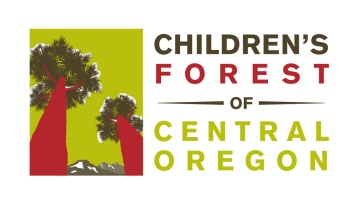 CHILDREN'S
FOREST
OF
CENTRAL
OREGON